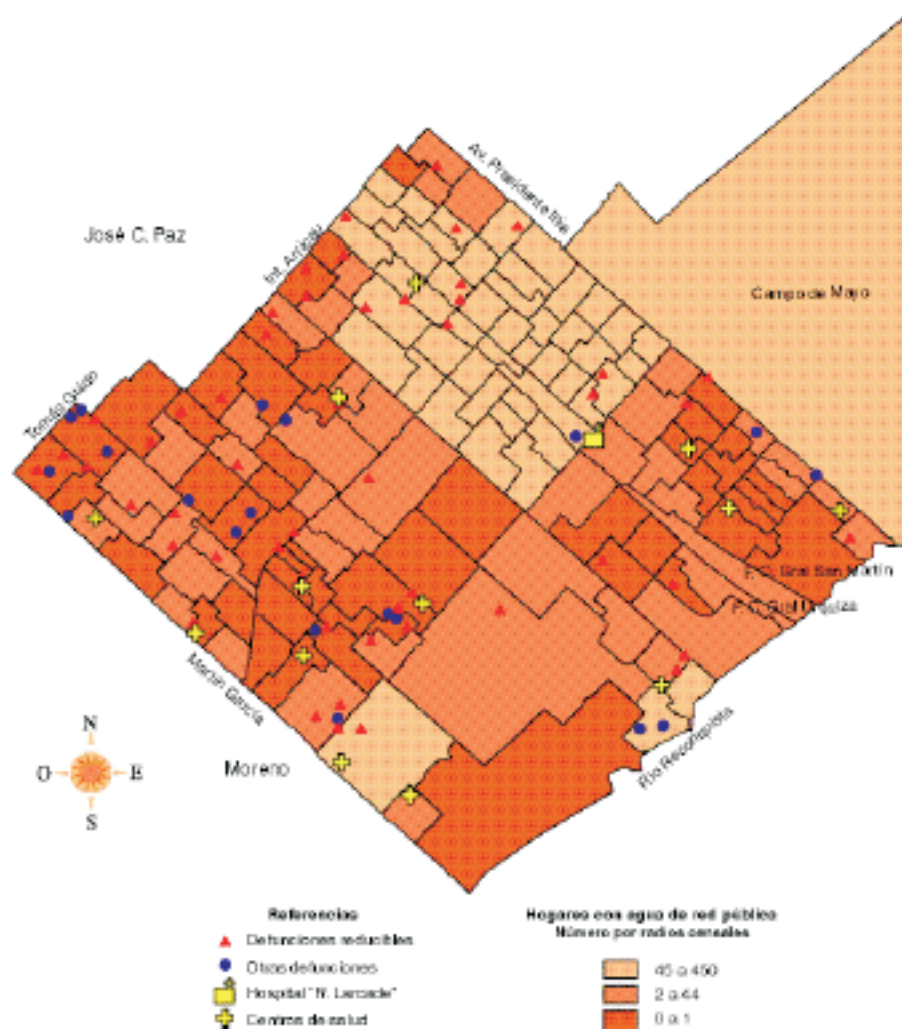 Av. Presidente Illia
José C. Paz
Int. Arricau
Campo de Mayo
Tomás Guido
F. C. Gral San Martín
F. C. Gral Urquiza
Martín García
Río Reconquista
Moreno
N
O E
S
Referencias
Defunciones reducibles
Otras defunciones
Hospital "N. Larcade"
Centros de salud
Hogares con agua de red pública
Número por radios censales
45 a 450
2 a 44
0 a 1